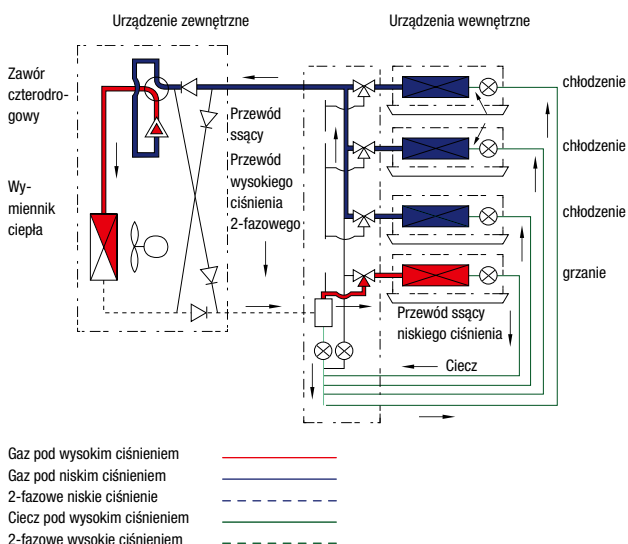 Urządzenie zewnętrzne
Urządzenia wewnętrzne
Zawór
czterodro-
gowy
Wy-
miennik
ciepła
Przewód
ssący
Przewód
wysokiego
ciśnienia
2-fazowego
chłodzenie
chłodzenie
chłodzenie
grzanie
Przewód ssący
niskiego ciśnienia
Ciecz
Gaz pod wysokim ciśnieniem
Gaz pod niskim ciśnieniem
2-fazowe niskie ciśnienie
Ciecz pod wysokim ciśnieniem
2-fazowe wysokie ciśnieniem